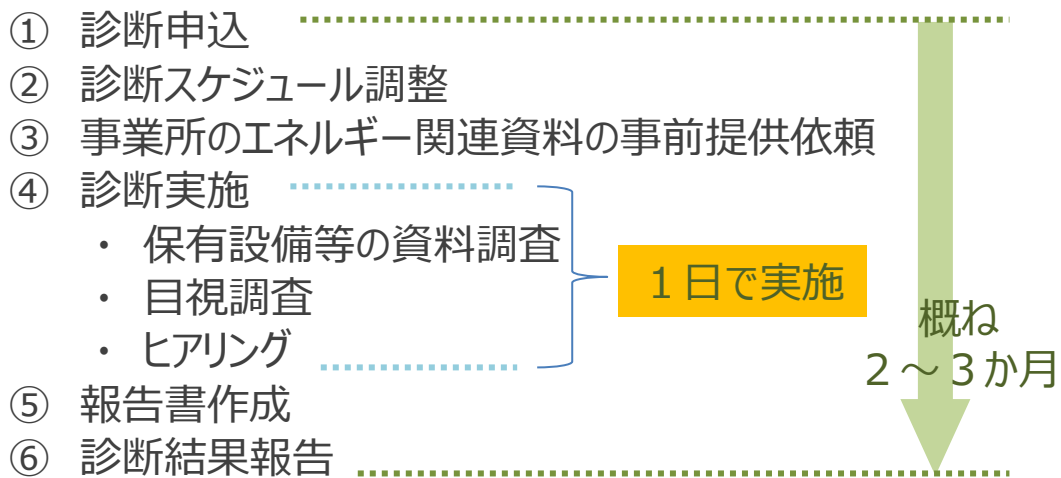 ① 診断申込
② 診断スケジュール調整
③ 事業所のエネルギー関連資料の事前提供依頼
④ 診断実施
・ 保有設備等の資料調査
・ 目視調査
・ ヒアリング
１日で実施
概ね
２～３か月
⑤ 報告書作成
⑥ 診断結果報告